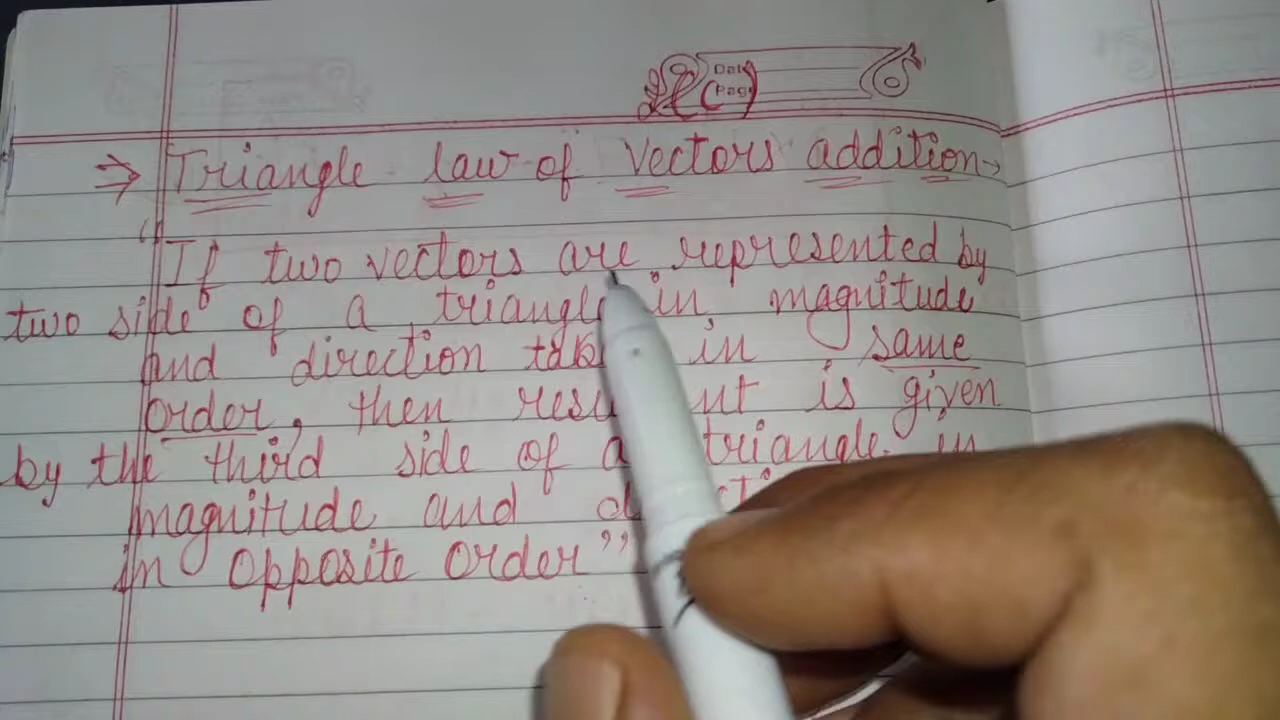 Date
Page
⇒ Triangle law of vectors addition→
"If two vectors are represented by
two side of a triangle in magnitude
and direction in same
order, then is given
by the third side of a triangle in
magnitude and
in opposite order"